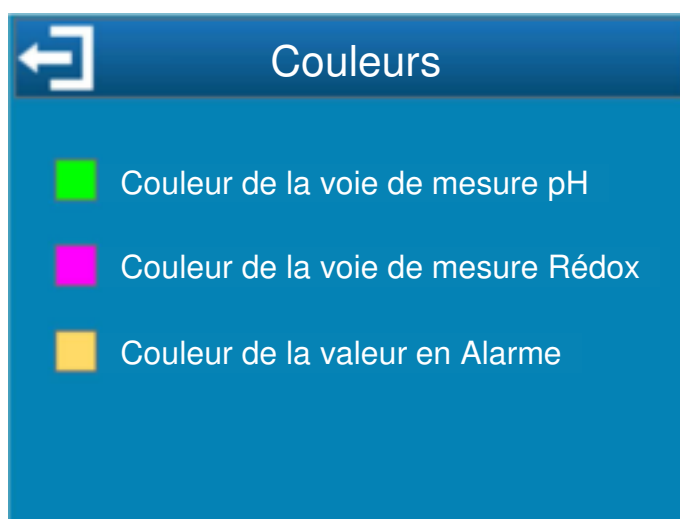 Couleurs
Couleur de la voie de mesure pH
Couleur de la voie de mesure Rédox
Couleur de la valeur en Alarme